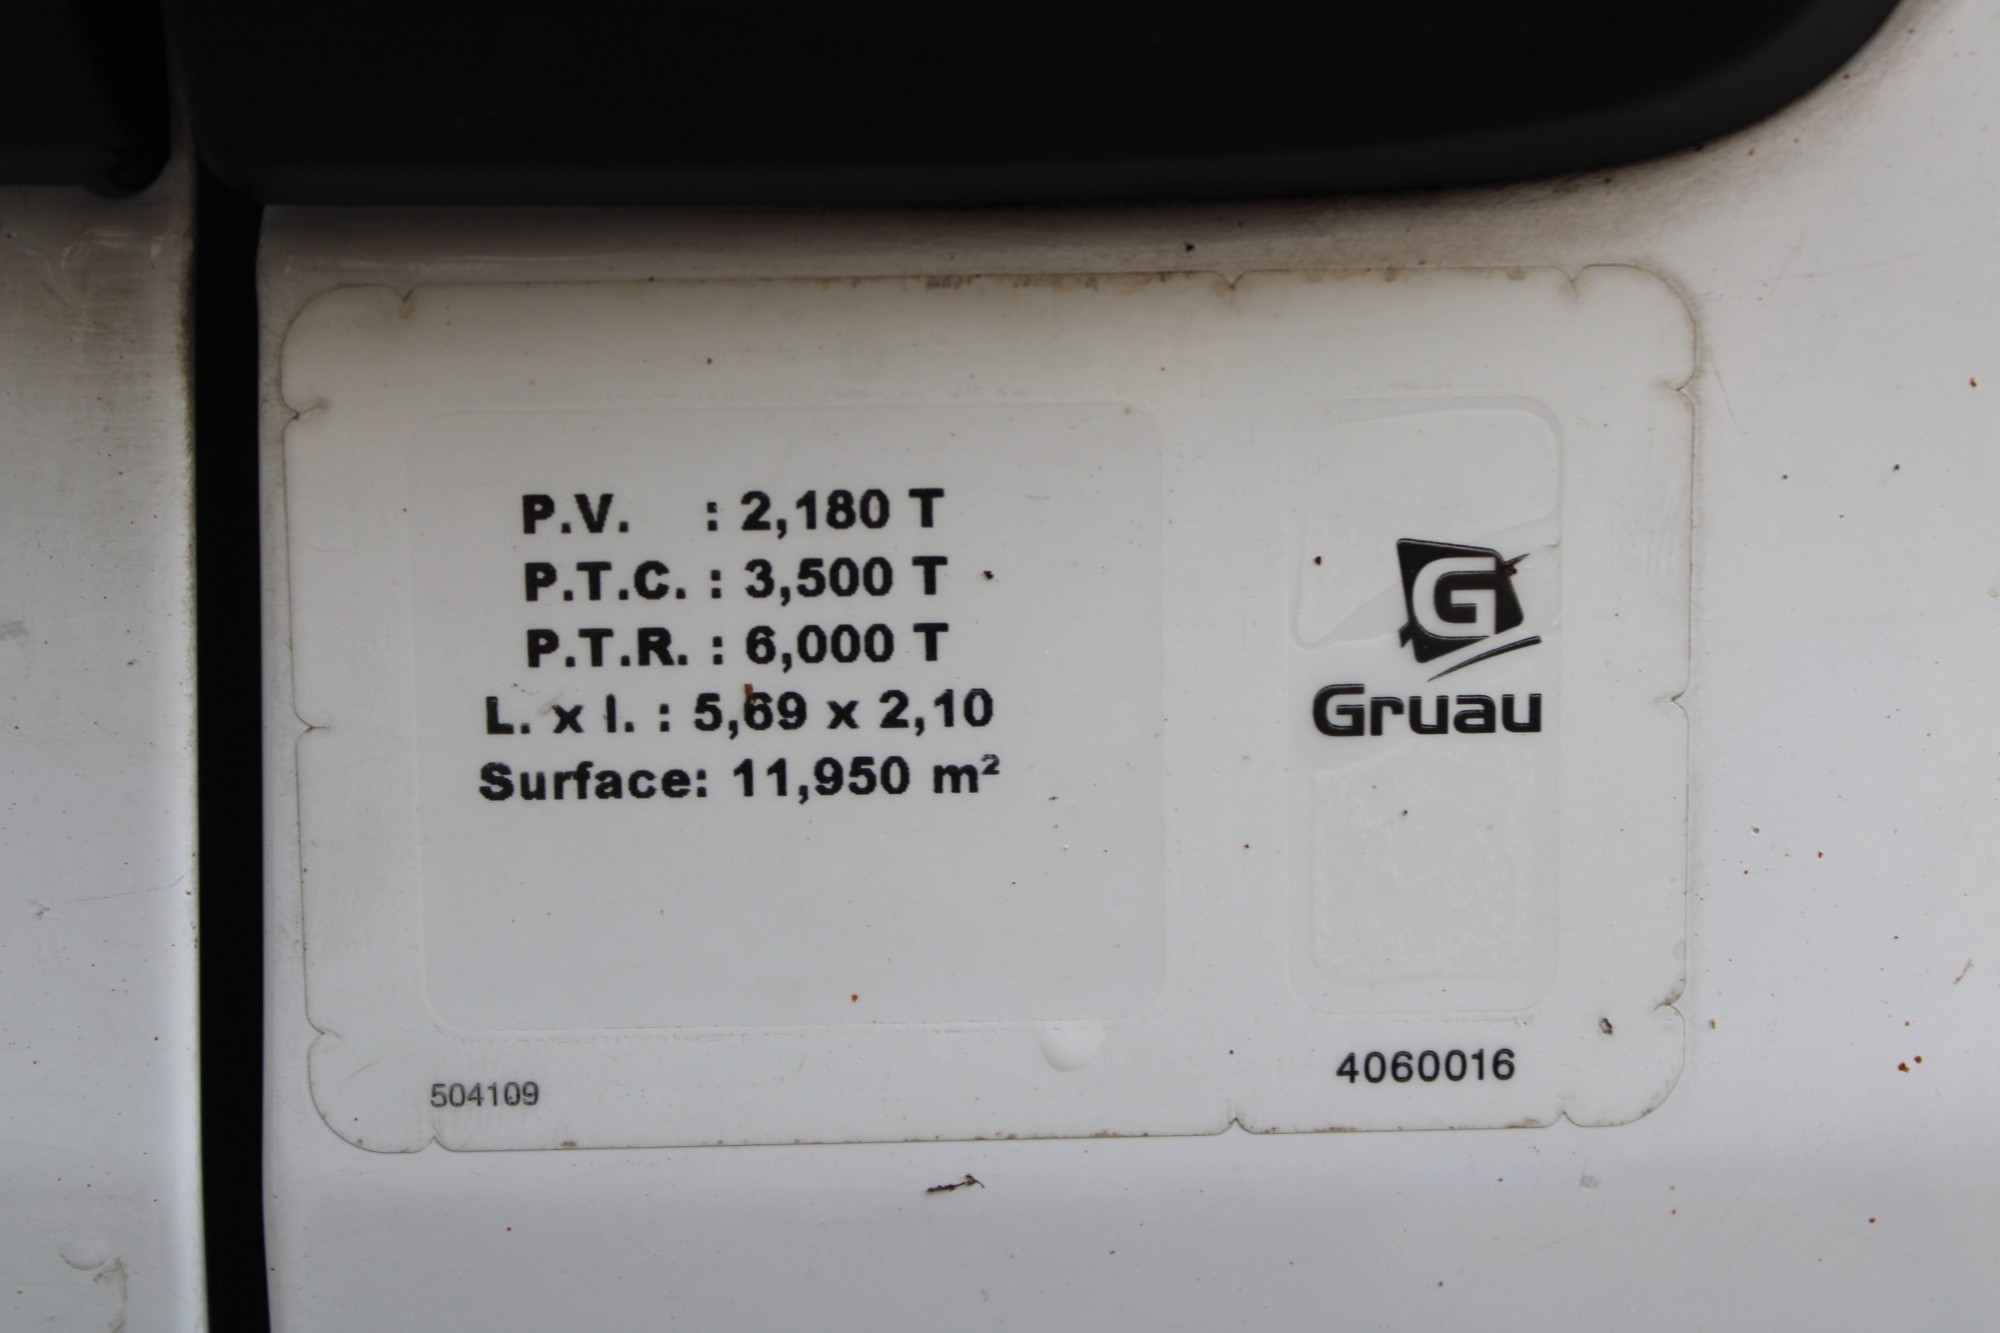 P.V. : 2,180 T
P.T.C. : 3,500 T
P.T.R. : 6,000 T
L. x l. : 5,69 x 2,10
Surface: 11,950 m²
G
Gruau
504109
4060016